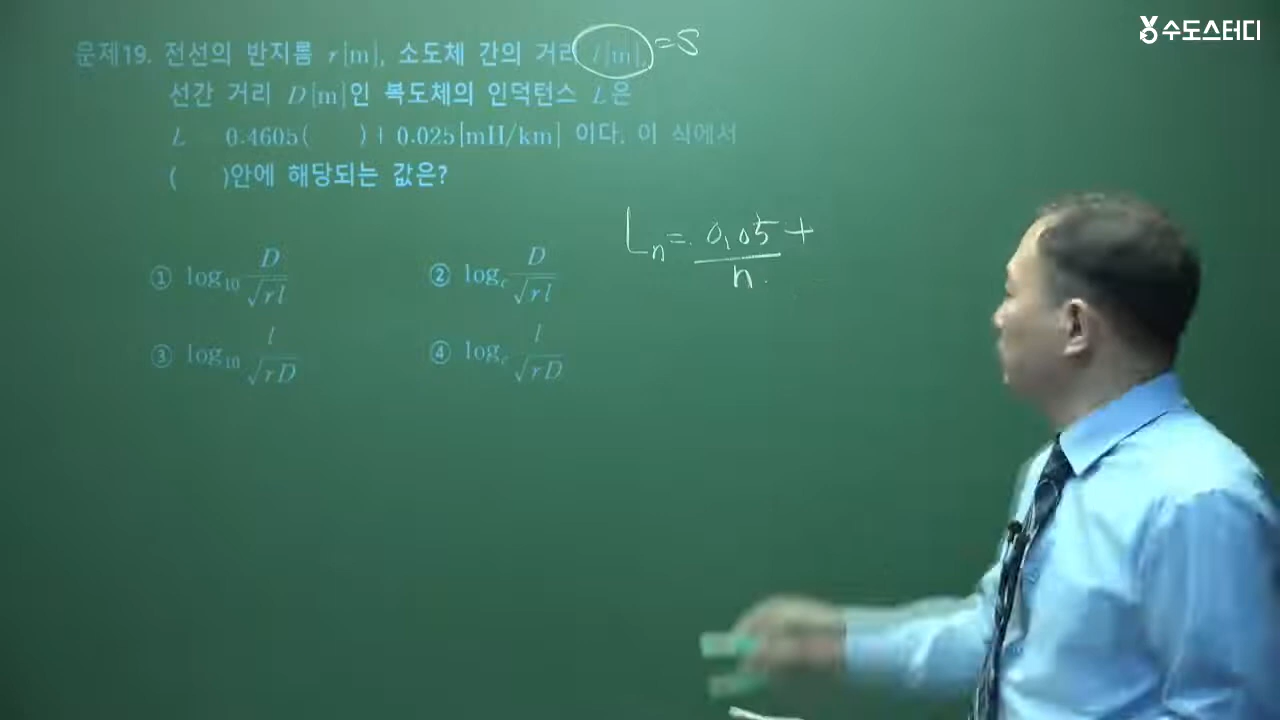 수도스터디
문제19. 전선의 반지름 r[m], 소도체 간의 거리 l[m], =S
선간 거리 D[m]인 복도체의 인덕턴스 L은
L = 0.4605( )+0.025[mH/km] 이다. 이 식에서
( )안에 해당되는 값은?
① log₁₀ D/√rl ② logₑ D/√rl
③ log₁₀ l/√rD ④ logₑ l/√rD
Lₙ = 0.05/n +